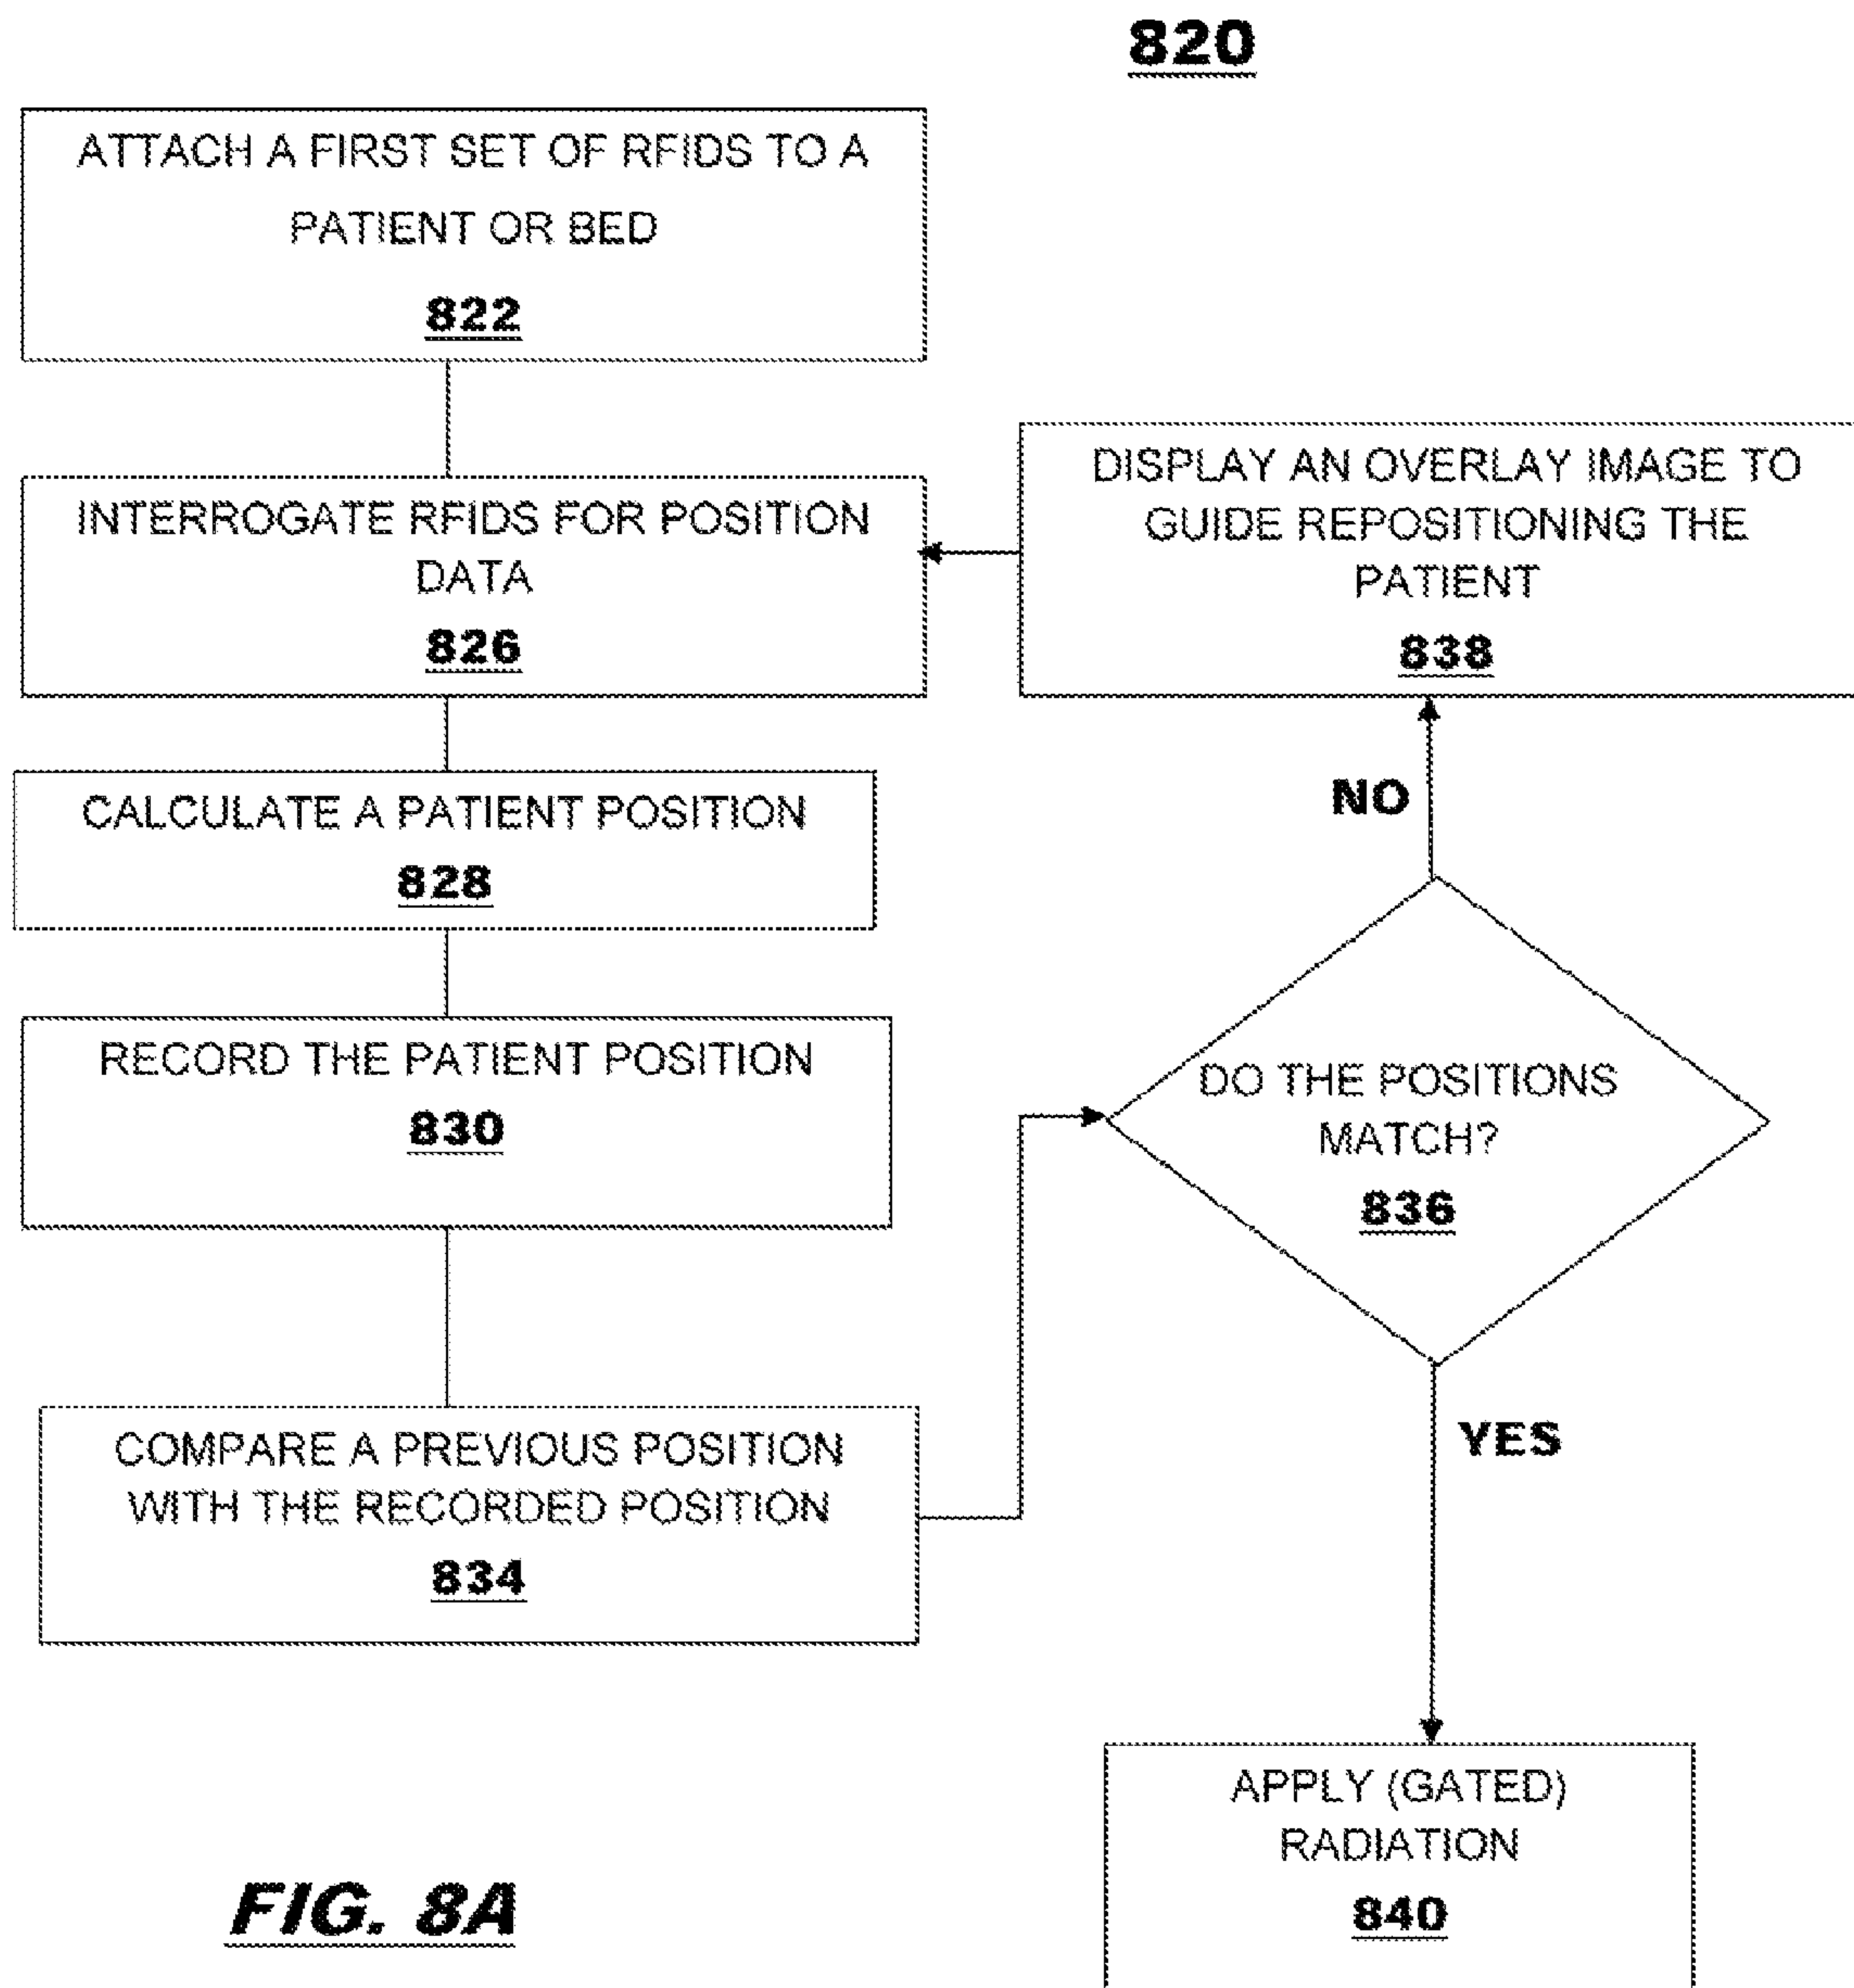 820
ATTACH A FIRST SET OF RFIDS TO A
PATIENT OR BED
822
INTERROGATE RFIDS FOR POSITION
DATA
826
CALCULATE A PATIENT POSITION
828
RECORD THE PATIENT POSITION
830
COMPARE A PREVIOUS POSITION
WITH THE RECORDED POSITION
834
DISPLAY AN OVERLAY IMAGE TO
GUIDE REPOSITIONING THE
PATIENT
838
NO
DO THE POSITIONS
MATCH?
836
YES
APPLY (GATED)
RADIATION
840
FIG. 8A